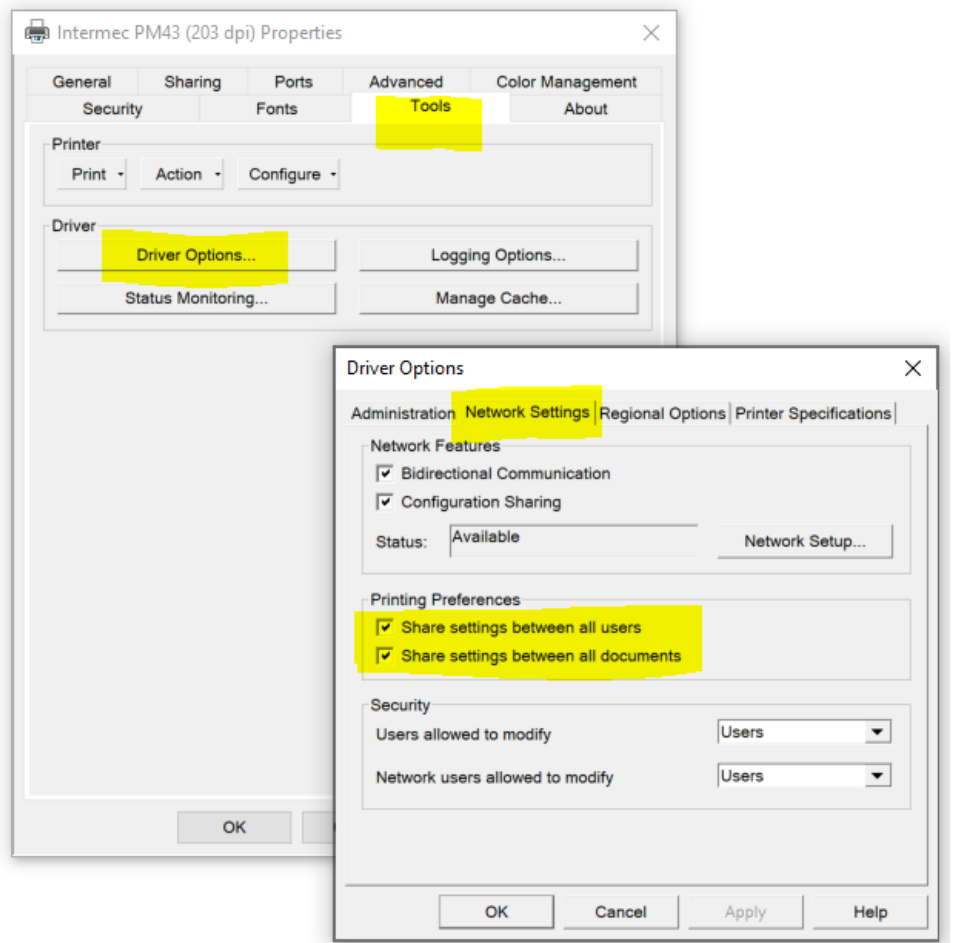 Intermec PM43 (203 dpi) Properties
General Sharing Ports Advanced Color Management
Security Fonts Tools About
Printer
Print Action Configure
Driver
Driver Options... Logging Options...
Status Monitoring... Manage Cache...
OK
Driver Options
Administration Network Settings Regional Options Printer Specifications
Network Features
Bidirectional Communication
Configuration Sharing
Status: Available Network Setup...
Printing Preferences
Share settings between all users
Share settings between all documents
Security
Users allowed to modify Users
Network users allowed to modify Users
OK Cancel Apply Help